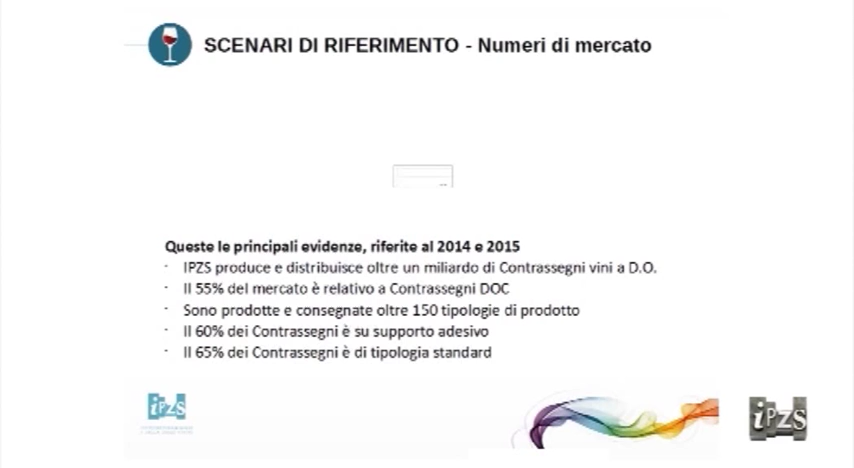 SCENARI DI RIFERIMENTO - Numeri di mercato
Queste le principali evidenze, riferite al 2014 e 2015
· IPZS produce e distribuisce oltre un miliardo di Contrassegni vini a D.O.
· Il 55% del mercato è relativo a Contrassegni DOC
· Sono prodotte e consegnate oltre 150 tipologie di prodotto
· Il 60% dei Contrassegni è su supporto adesivo
· Il 65% dei Contrassegni è di tipologia standard
iPZS
iPZS